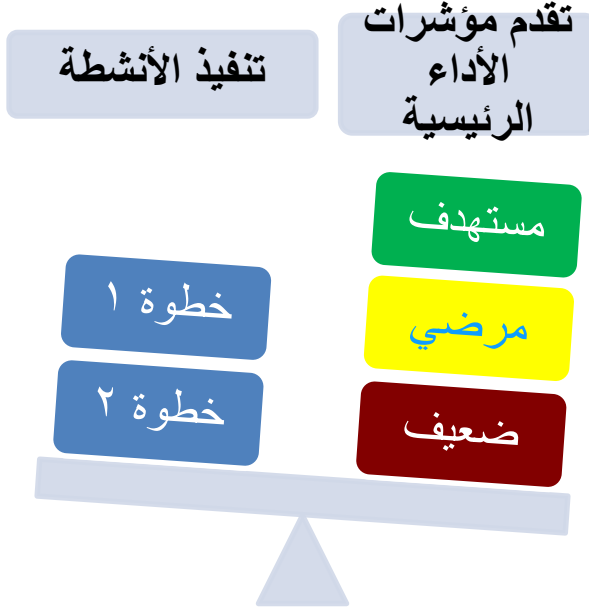 تقدم مؤشرات
الأداء
الرئيسية
تنفيذ الأنشطة
مستهدف
مرضي
ضعيف
خطوة ١
خطوة ٢